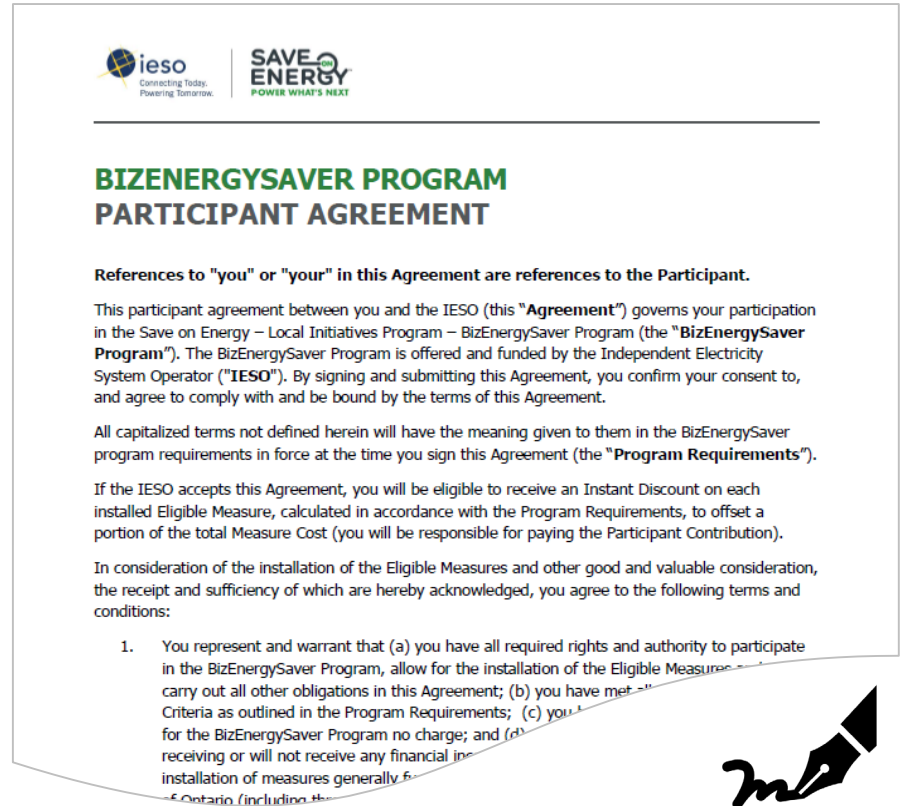 ieso
Connecting Today.
Powering Tomorrow.
SAVE ON
ENERGY
POWER WHAT'S NEXT
BIZENERGYSAVER PROGRAM
PARTICIPANT AGREEMENT
References to "you" or "your" in this Agreement are references to the Participant.
This participant agreement between you and the IESO (this “Agreement”) governs your participation
in the Save on Energy – Local Initiatives Program – BizEnergySaver Program (the “BizEnergySaver
Program”). The BizEnergySaver Program is offered and funded by the Independent Electricity
System Operator ("IESO"). By signing and submitting this Agreement, you confirm your consent to,
and agree to comply with and be bound by the terms of this Agreement.
All capitalized terms not defined herein will have the meaning given to them in the BizEnergySaver
program requirements in force at the time you sign this Agreement (the “Program Requirements”).
If the IESO accepts this Agreement, you will be eligible to receive an Instant Discount on each
installed Eligible Measure, calculated in accordance with the Program Requirements, to offset a
portion of the total Measure Cost (you will be responsible for paying the Participant Contribution).
In consideration of the installation of the Eligible Measures and other good and valuable consideration,
the receipt and sufficiency of which are hereby acknowledged, you agree to the following terms and
conditions:
1. You represent and warrant that (a) you have all required rights and authority to participate
in the BizEnergySaver Program, allow for the installation of the Eligible Measures
carry out all other obligations in this Agreement; (b) you have met
Criteria as outlined in the Program Requirements; (c) you
for the BizEnergySaver Program no charge; and (d)
receiving or will not receive any financial
installation of measures generally
of Ontario (including